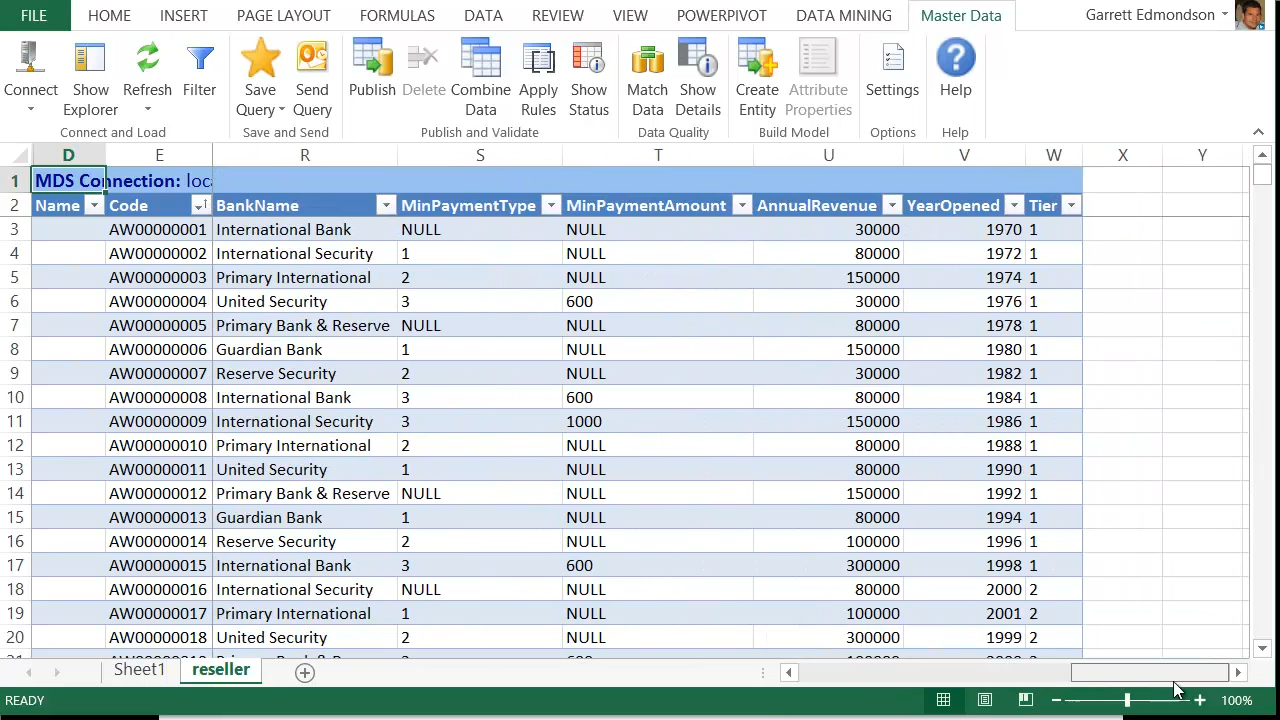 FILE HOME INSERT PAGE LAYOUT FORMULAS DATA REVIEW VIEW POWERPIVOT DATA MINING Master Data Garrett Edmondson
Connect Show Explorer Refresh Filter Save Query Send Query Publish Delete Combine Data Apply Rules Show Status Match Data Show Details Create Entity Attribute Properties Settings Help
Connect and Load Save and Send Publish and Validate Data Quality Build Model Options Help
D E R S T U V W X Y
1 MDS Connection: loca
2 Name Code BankName MinPaymentType MinPaymentAmount AnnualRevenue YearOpened Tier
3 AW00000001 International Bank NULL NULL 30000 1970 1
4 AW00000002 International Security 1 NULL 80000 1972 1
5 AW00000003 Primary International 2 NULL 150000 1974 1
6 AW00000004 United Security 3 600 30000 1976 1
7 AW00000005 Primary Bank & Reserve NULL NULL 80000 1978 1
8 AW00000006 Guardian Bank 1 NULL 150000 1980 1
9 AW00000007 Reserve Security 2 NULL 30000 1982 1
10 AW00000008 International Bank 3 600 80000 1984 1
11 AW00000009 International Security 3 1000 150000 1986 1
12 AW00000010 Primary International 2 NULL 80000 1988 1
13 AW00000011 United Security 1 NULL 80000 1990 1
14 AW00000012 Primary Bank & Reserve NULL NULL 150000 1992 1
15 AW00000013 Guardian Bank 1 NULL 80000 1994 1
16 AW00000014 Reserve Security 2 NULL 100000 1996 1
17 AW00000015 International Bank 3 600 300000 1998 1
18 AW00000016 International Security NULL NULL 80000 2000 2
19 AW00000017 Primary International 1 NULL 100000 2001 2
20 AW00000018 United Security 2 NULL 300000 1999 2
Sheet1 reseller
READY 100%